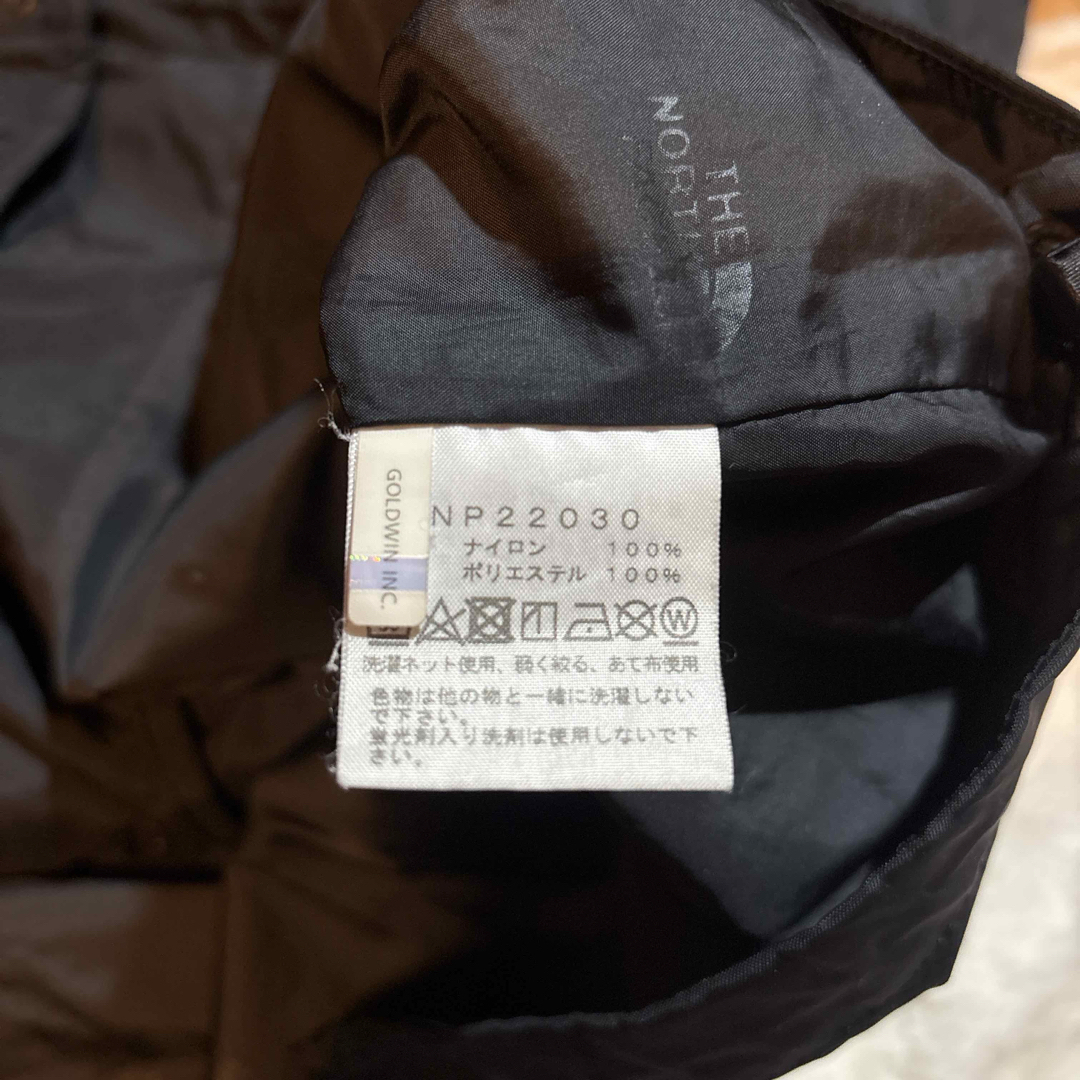 THE
NORT
GOLDWIN INC.
NP22030
ナイロン 100%
ポリエステル 100%
W
洗濯ネット使用、弱く絞る、あて布使用
色物は他の物と一緒に洗濯しない
で下さい。
蛍光剤入り洗剤は使用しないで下
さい。